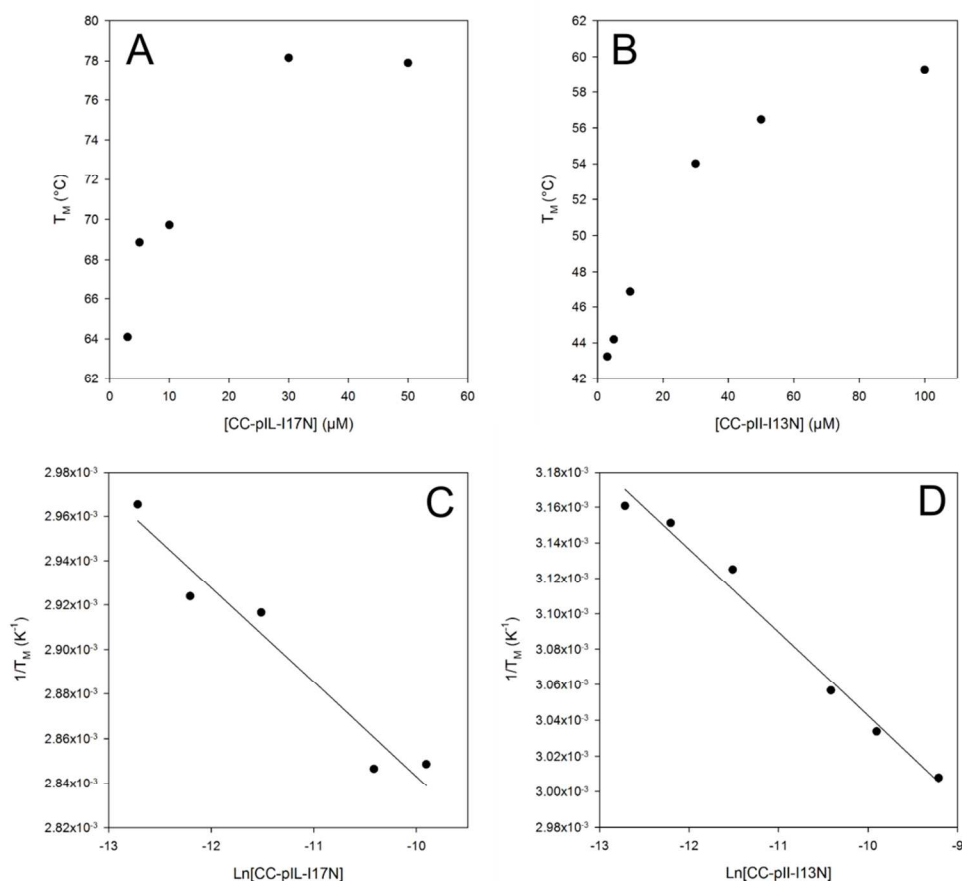 A
80
78
76
74
72
70
68
66
64
62
T_M (°C)
0 10 20 30 40 50 60
[CC-pIL-I17N] (µM)
B
62
60
58
56
54
52
50
48
46
44
42
T_M (°C)
0 20 40 60 80 100
[CC-pII-I13N] (µM)
C
2.98x10⁻³
2.96x10⁻³
2.94x10⁻³
2.92x10⁻³
2.90x10⁻³
2.88x10⁻³
2.86x10⁻³
2.84x10⁻³
2.82x10⁻³
1/T_M (K⁻¹)
-13 -12 -11 -10
Ln[CC-pIL-I17N]
D
3.18x10⁻³
3.16x10⁻³
3.14x10⁻³
3.12x10⁻³
3.10x10⁻³
3.08x10⁻³
3.06x10⁻³
3.04x10⁻³
3.02x10⁻³
3.00x10⁻³
2.98x10⁻³
1/T_M (K⁻¹)
-13 -12 -11 -10 -9
Ln[CC-pII-I13N]